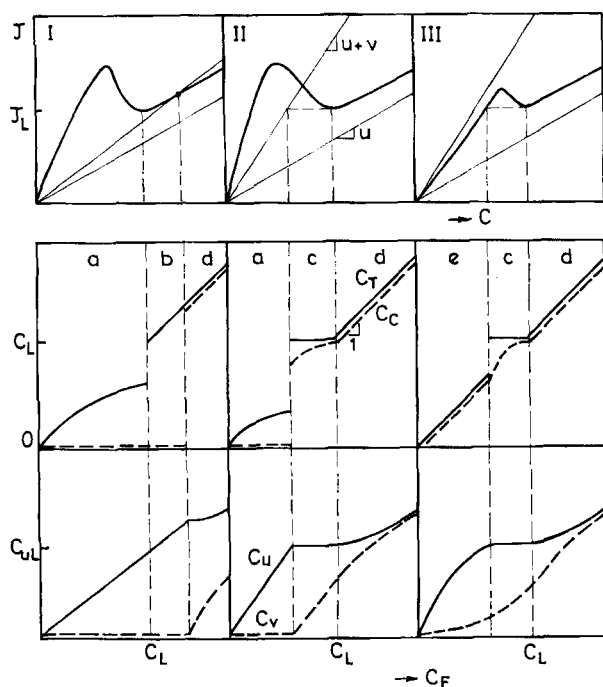 J I II III
u+v
J_L
u
→ C
a b d a c d e c d
C_T
C_C
C_L
1
0
C_uL
C_u
C_v
C_L C_L C_L
→ C_F